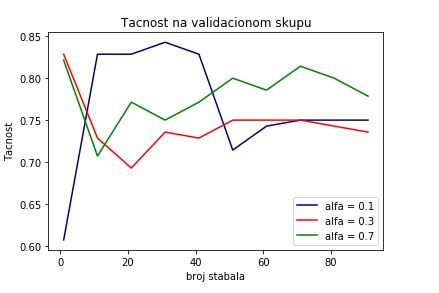 Tacnost na validacionom skupu
0.85
0.80
0.75
0.70
0.65
0.60
Tacnost
0
20
40
60
80
broj stabala
alfa = 0.1
alfa = 0.3
alfa = 0.7